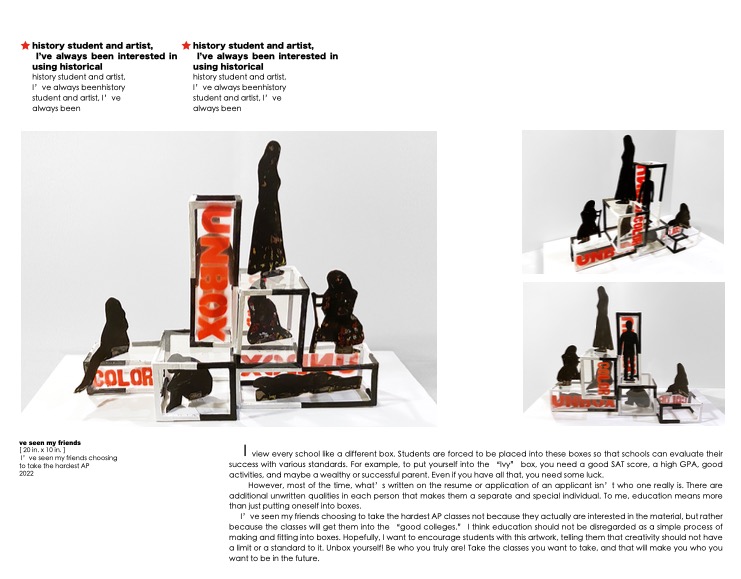 history student and artist,
I've always been interested in
using historical
history student and artist,
I’ ve always beenhistory
student and artist, I’ ve
always been
history student and artist,
I've always been interested in
using historical
history student and artist,
I’ ve always beenhistory
student and artist, I’ ve
always been
UNBOX
COLOR
UNBOX
UNB
COLOR
UNBOX
COLOR
ve seen my friends
[ 20 in. x 10 in. ]
I’ ve seen my friends choosing
to take the hardest AP
2022
I view every school like a different box. Students are forced to be placed into these boxes so that schools can evaluate their
success with various standards. For example, to put yourself into the “Ivy” box, you need a good SAT score, a high GPA, good
activities, and maybe a wealthy or successful parent. Even if you have all that, you need some luck.
However, most of the time, what’ s written on the resume or application of an applicant isn’ t who one really is. There are
additional unwritten qualities in each person that makes them a separate and special individual. To me, education means more
than just putting oneself into boxes.
I’ ve seen my friends choosing to take the hardest AP classes not because they actually are interested in the material, but rather
because the classes will get them into the “good colleges.” I think education should not be disregarded as a simple process of
making and fitting into boxes. Hopefully, I want to encourage students with this artwork, telling them that creativity should not have
a limit or a standard to it. Unbox yourself! Be who you truly are! Take the classes you want to take, and that will make you who you
want to be in the future.